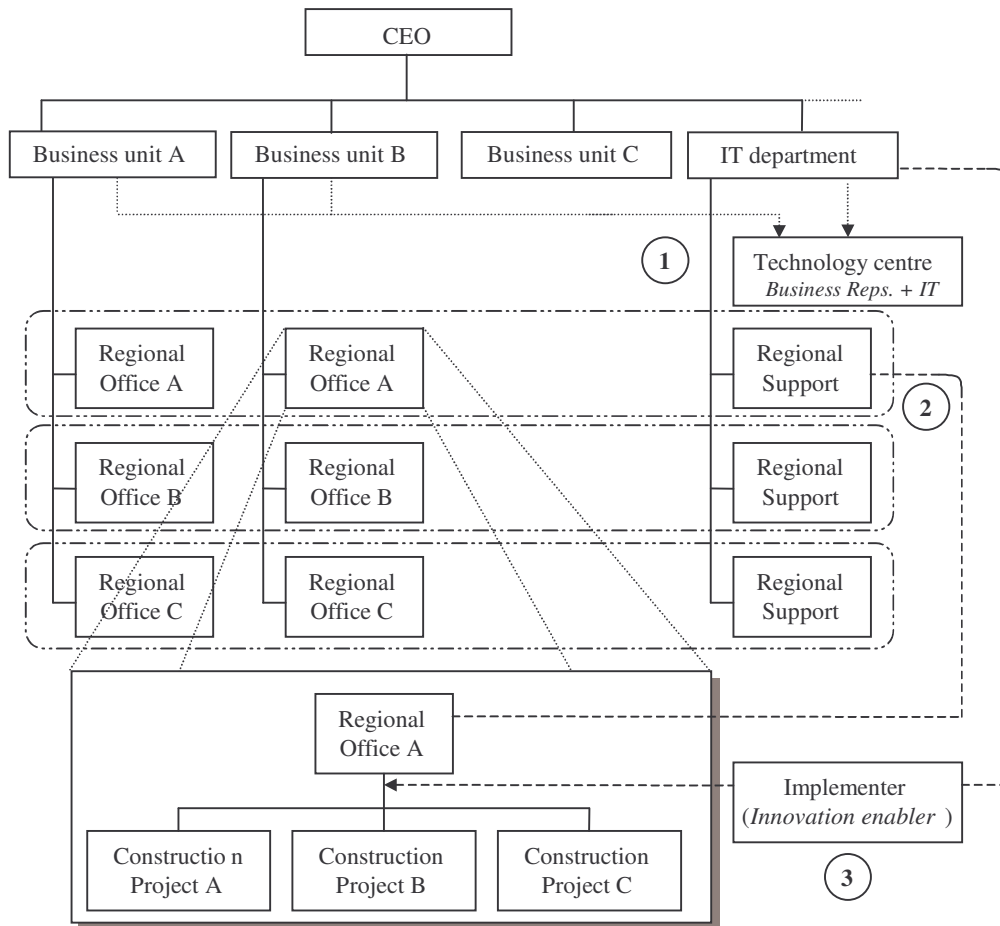 CEO
Business unit A
Business unit B
Business unit C
IT department
1
Technology centre
Business Reps. + IT
Regional
Office A
Regional
Office A
Regional
Support
2
Regional
Office B
Regional
Office B
Regional
Support
Regional
Office C
Regional
Office C
Regional
Support
Regional
Office A
Implementer
(Innovation enabler )
Constructio n
Project A
Construction
Project B
Construction
Project C
3